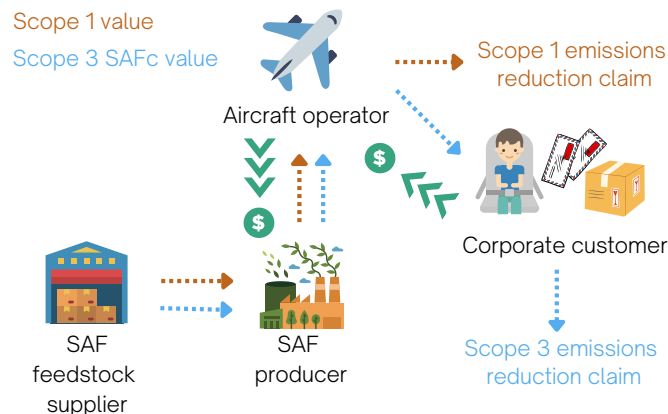 Scope 1 value
Scope 3 SAFc value
Aircraft operator
Scope 1 emissions
reduction claim
$
$
Corporate customer
SAF
feedstock
supplier
SAF
producer
Scope 3 emissions
reduction claim